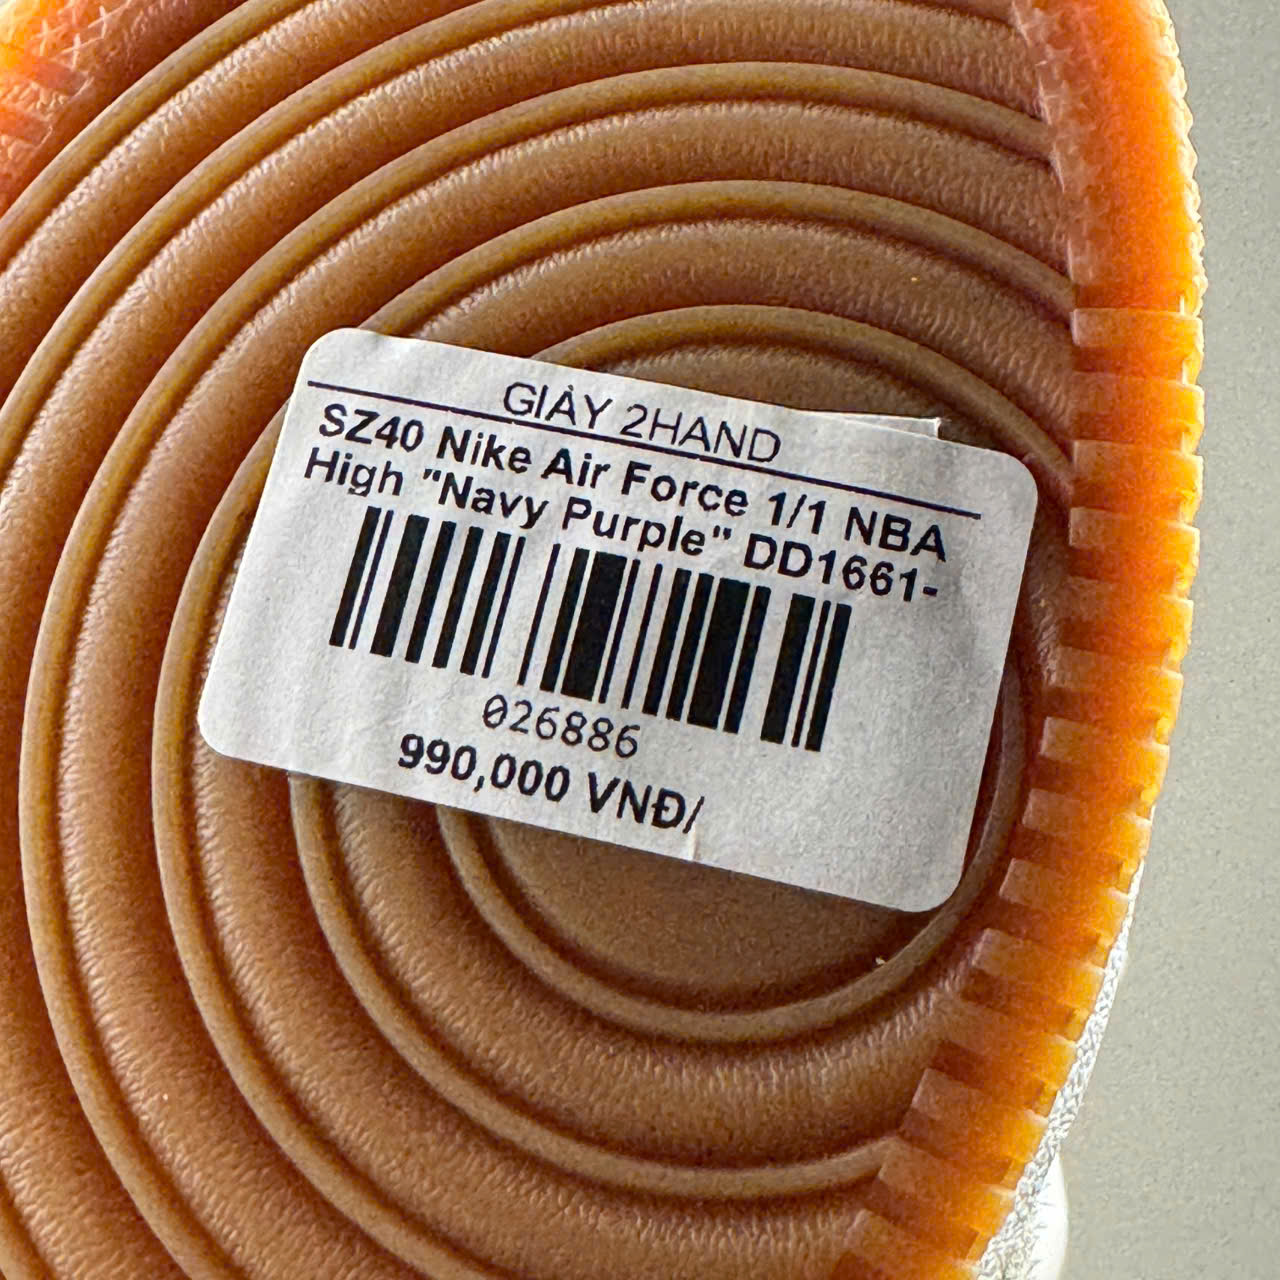 GIÀY 2HAND
SZ40 Nike Air Force 1/1 NBA
High "Navy Purple" DD1661-
026886
990,000 VNĐ/